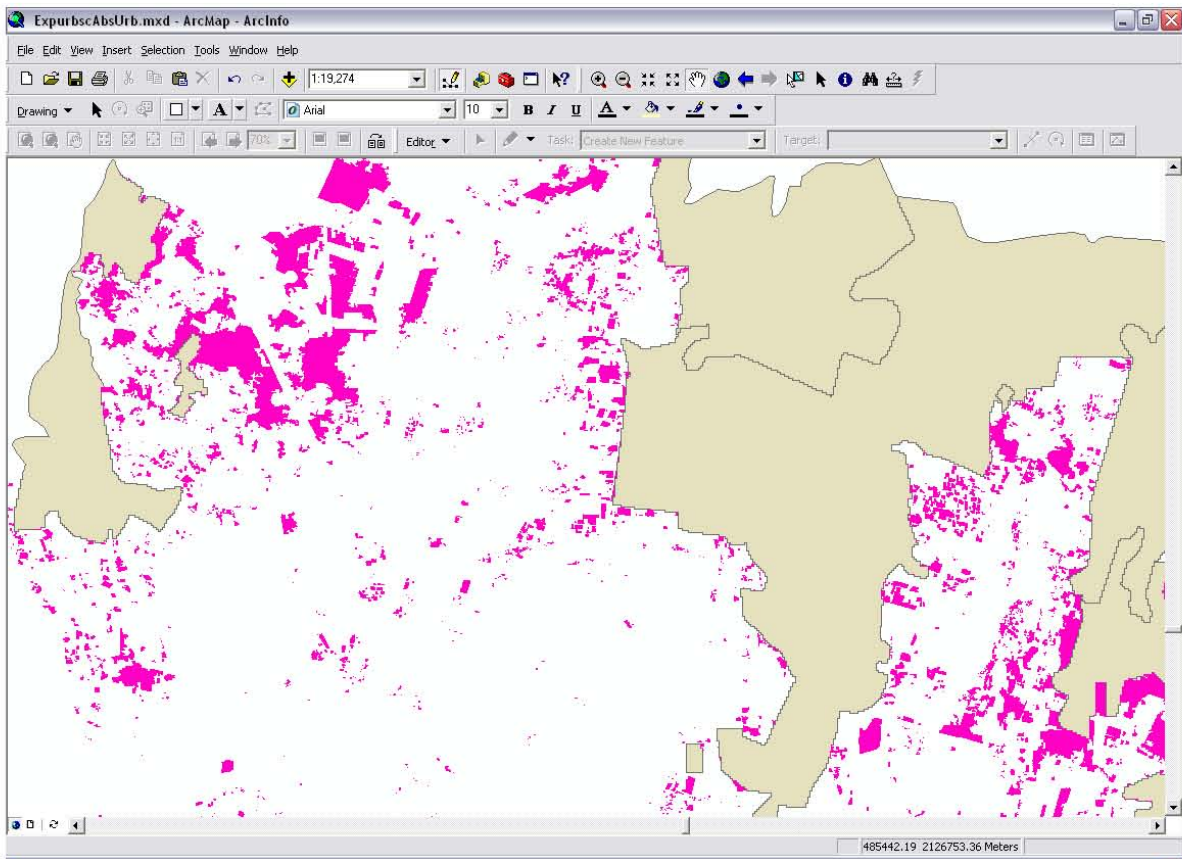 ExpurbscAbsUrb.mxd - ArcMap - ArcInfo
File Edit View Insert Selection Tools Window Help
1:19,274
Drawing A Arial 10 B I U A
70% Editor Task: Create New Feature Target:
485442.19 2126753.36 Meters